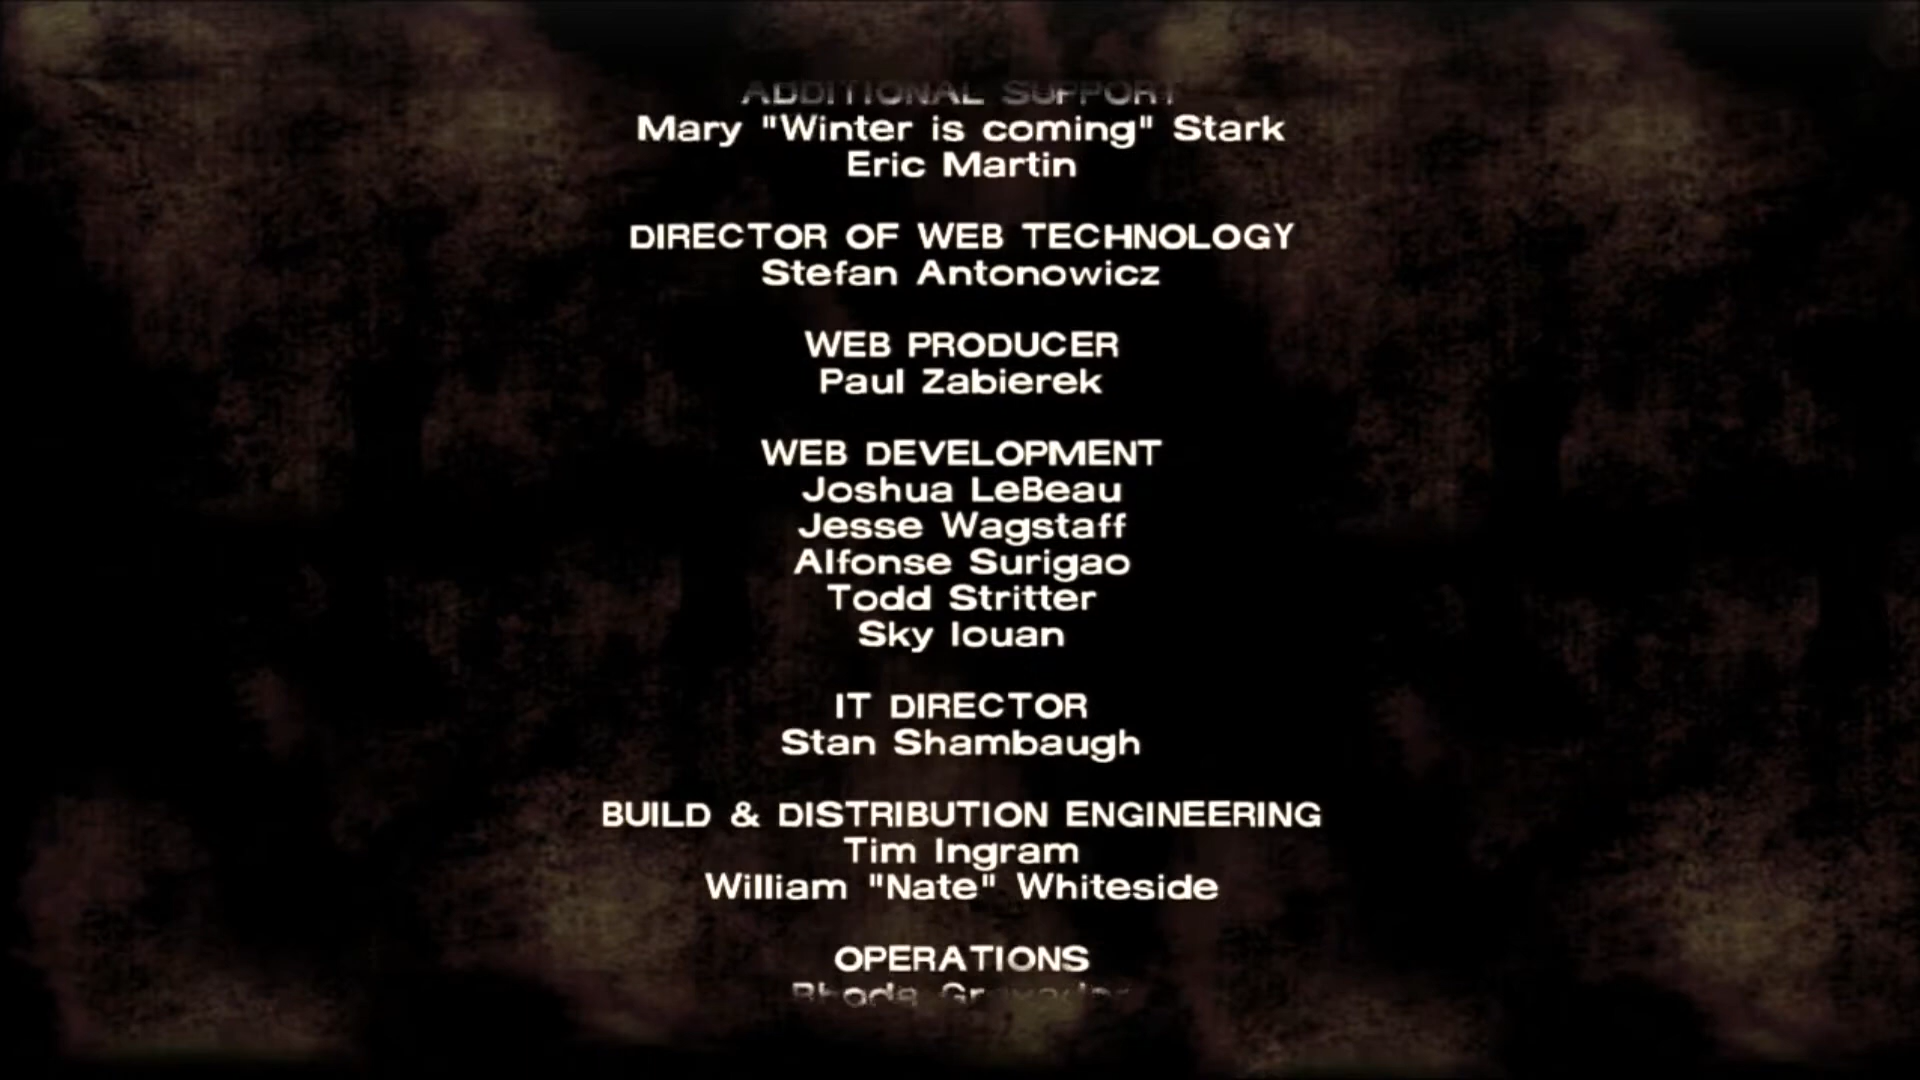 ADDITIONAL SUPPORT
Mary "Winter is coming" Stark
Eric Martin
DIRECTOR OF WEB TECHNOLOGY
Stefan Antonowicz
WEB PRODUCER
Paul Zabierek
WEB DEVELOPMENT
Joshua LeBeau
Jesse Wagstaff
Alfonse Surigao
Todd Stritter
Sky Iouan
IT DIRECTOR
Stan Shambaugh
BUILD & DISTRIBUTION ENGINEERING
Tim Ingram
William "Nate" Whiteside
OPERATIONS